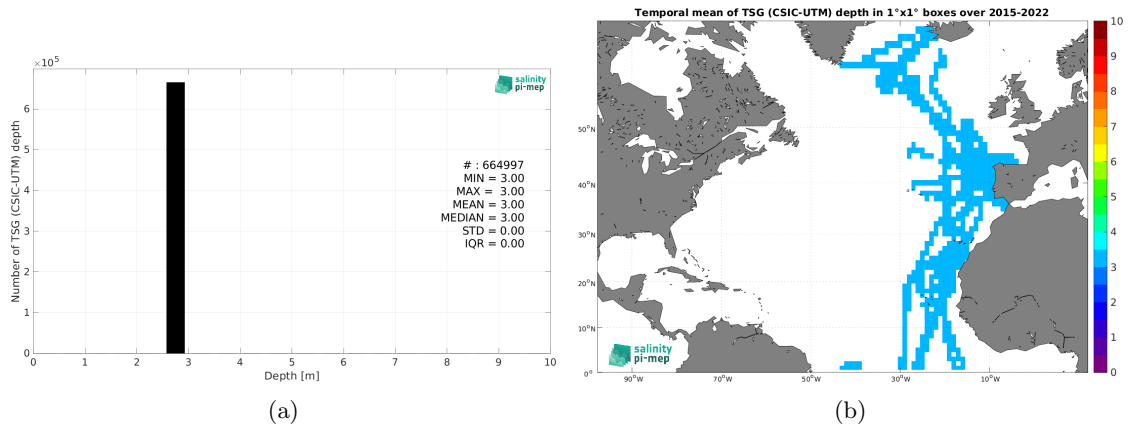 ×10⁵
6
5
4
3
2
1
0
Number of TSG (CSIC-UTM) depth
0 1 2 3 4 5 6 7 8 9 10
Depth [m]
salinity
pi-mep
# : 664997
MIN = 3.00
MAX = 3.00
MEAN = 3.00
MEDIAN = 3.00
STD = 0.00
IQR = 0.00
(a)
Temporal mean of TSG (CSIC-UTM) depth in 1°x1° boxes over 2015-2022
50°N
40°N
30°N
20°N
10°N
0°
90°W 70°W 50°W 30°W 10°W
salinity
pi-mep
10
9
8
7
6
5
4
3
2
1
0
(b)